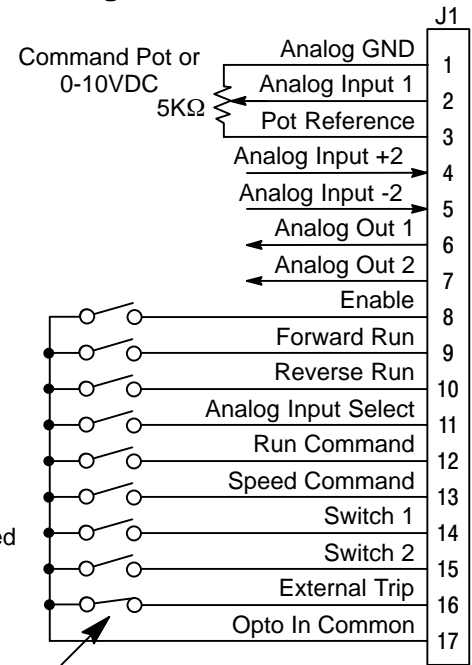 J1
Command Pot or
0-10VDC
5KΩ
Analog GND 1
Analog Input 1 2
Pot Reference 3
Analog Input +2 4
Analog Input -2 5
Analog Out 1 6
Analog Out 2 7
Enable 8
Forward Run 9
Reverse Run 10
Analog Input Select 11
Run Command 12
Speed Command 13
Switch 1 14
ed
Switch 2 15
External Trip 16
Opto In Common 17